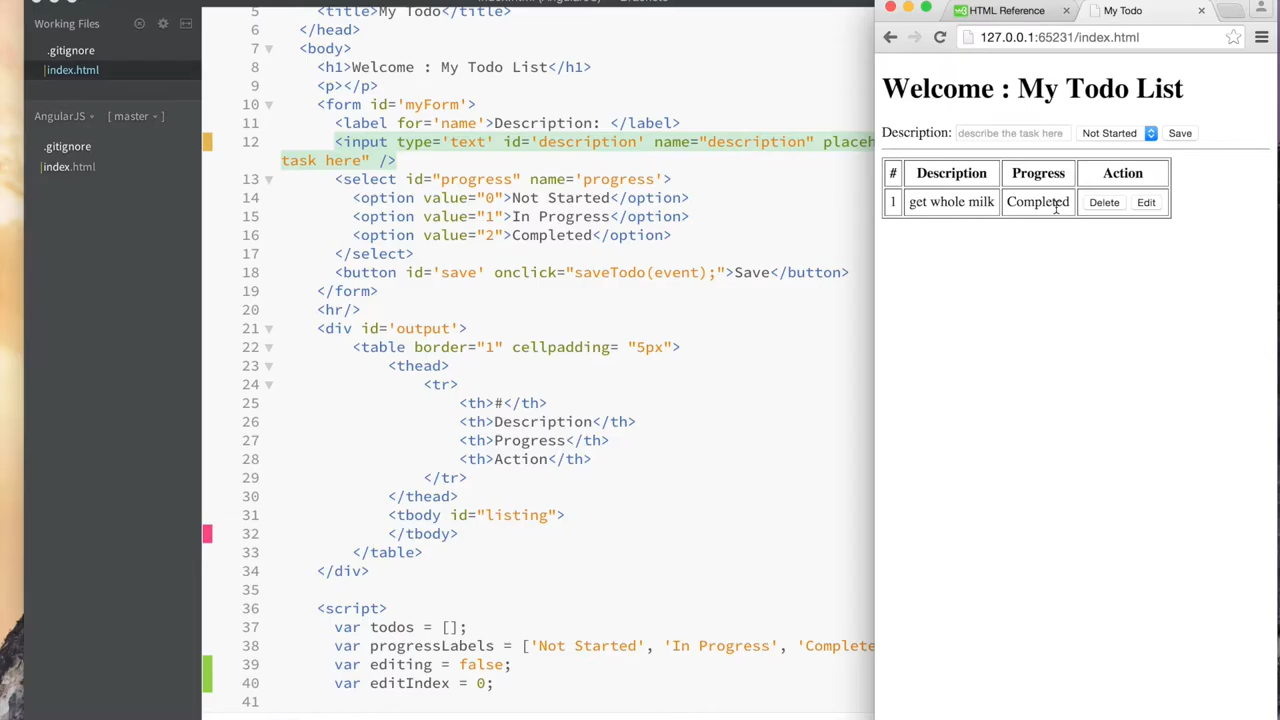 Working Files
.gitignore
index.html
AngularJS
[ master ]
.gitignore
index.html
5 <title>My Todo</title>
6 </head>
7 <body>
8 <h1>Welcome : My Todo List</h1>
9 <p></p>
10 <form id='myForm'>
11 <label for='name'>Description: </label>
12 <input type='text' id='description' name="description" placeh
task here" />
13 <select id="progress" name='progress'>
14 <option value="0">Not Started</option>
15 <option value="1">In Progress</option>
16 <option value="2">Completed</option>
17 </select>
18 <button id='save' onclick="saveTodo(event);">Save</button>
19 </form>
20 <hr/>
21 <div id='output'>
22 <table border="1" cellpadding= "5px">
23 <thead>
24 <tr>
25 <th>#</th>
26 <th>Description</th>
27 <th>Progress</th>
28 <th>Action</th>
29 </tr>
30 </thead>
31 <tbody id="listing">
32 </tbody>
33 </table>
34 </div>
35
36 <script>
37 var todos = [];
38 var progressLabels = ['Not Started', 'In Progress', 'Complete
39 var editing = false;
40 var editIndex = 0;
41
HTML Reference
My Todo
127.0.0.1:65231/index.html
Welcome : My Todo List
Description: describe the task here Not Started Save
# Description Progress Action
1 get whole milk Completed Delete Edit